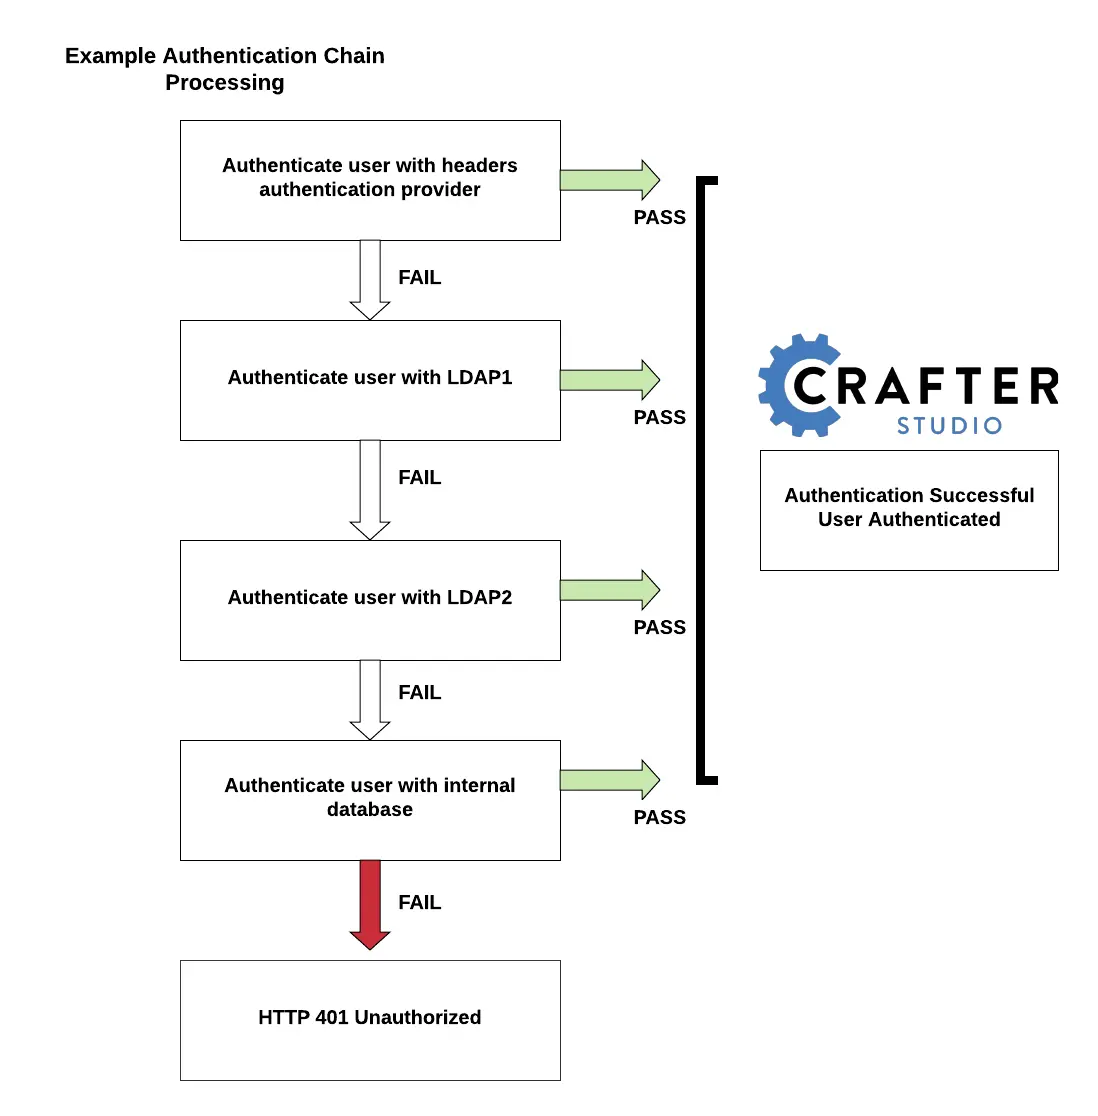 Example Authentication Chain
Processing
Authenticate user with headers
authentication provider
PASS
FAIL
Authenticate user with LDAP1
PASS
FAIL
CRAFTER
STUDIO
Authentication Successful
User Authenticated
Authenticate user with LDAP2
PASS
FAIL
Authenticate user with internal
database
PASS
FAIL
HTTP 401 Unauthorized